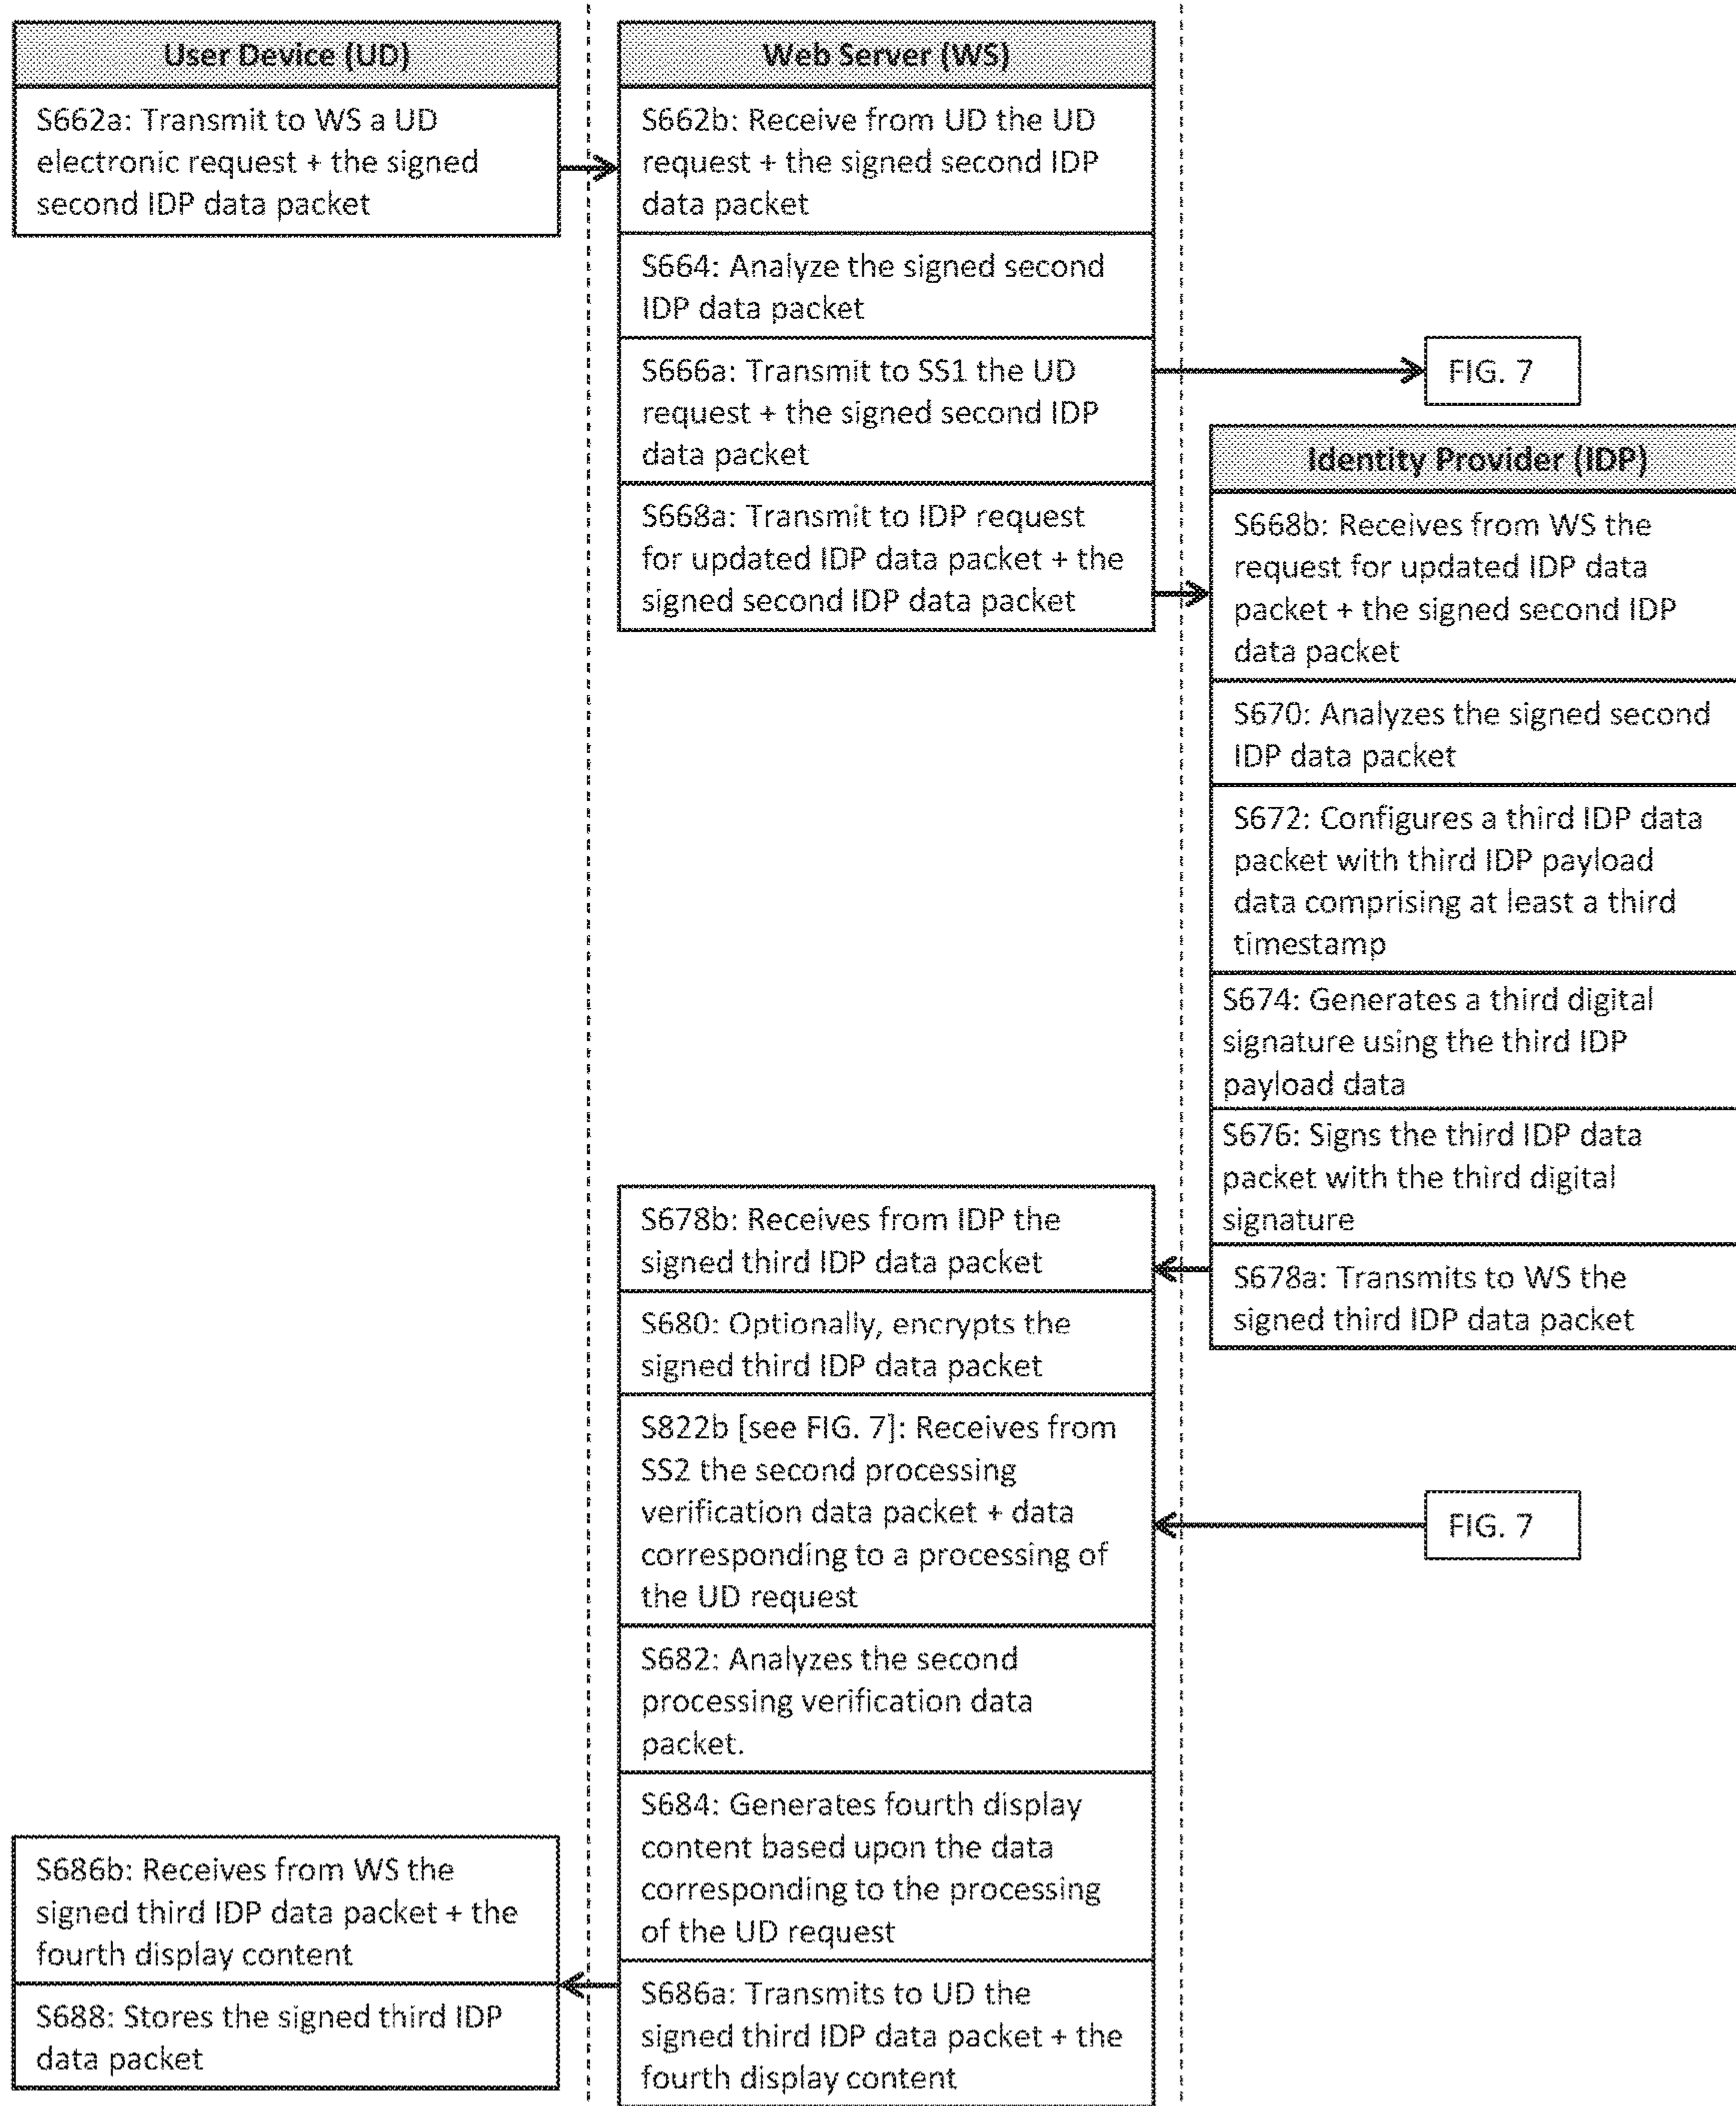 User Device (UD)
S662a: Transmit to WS a UD
electronic request + the signed
second IDP data packet
Web Server (WS)
S662b: Receive from UD the UD
request + the signed second IDP
data packet
S664: Analyze the signed second
IDP data packet
S666a: Transmit to SS1 the UD
request + the signed second IDP
data packet
FIG. 7
S668a: Transmit to IDP request
for updated IDP data packet + the
signed second IDP data packet
Identity Provider (IDP)
S668b: Receives from WS the
request for updated IDP data
packet + the signed second IDP
data packet
S670: Analyzes the signed second
IDP data packet
S672: Configures a third IDP data
packet with third IDP payload
data comprising at least a third
timestamp
S674: Generates a third digital
signature using the third IDP
payload data
S676: Signs the third IDP data
packet with the third digital
signature
S678a: Transmits to WS the
signed third IDP data packet
S678b: Receives from IDP the
signed third IDP data packet
S680: Optionally, encrypts the
signed third IDP data packet
S822b [see FIG. 7]: Receives from
SS2 the second processing
verification data packet + data
corresponding to a processing of
the UD request
FIG. 7
S682: Analyzes the second
processing verification data
packet.
S684: Generates fourth display
content based upon the data
corresponding to the processing
of the UD request
S686a: Transmits to UD the
signed third IDP data packet + the
fourth display content
S686b: Receives from WS the
signed third IDP data packet + the
fourth display content
S688: Stores the signed third IDP
data packet